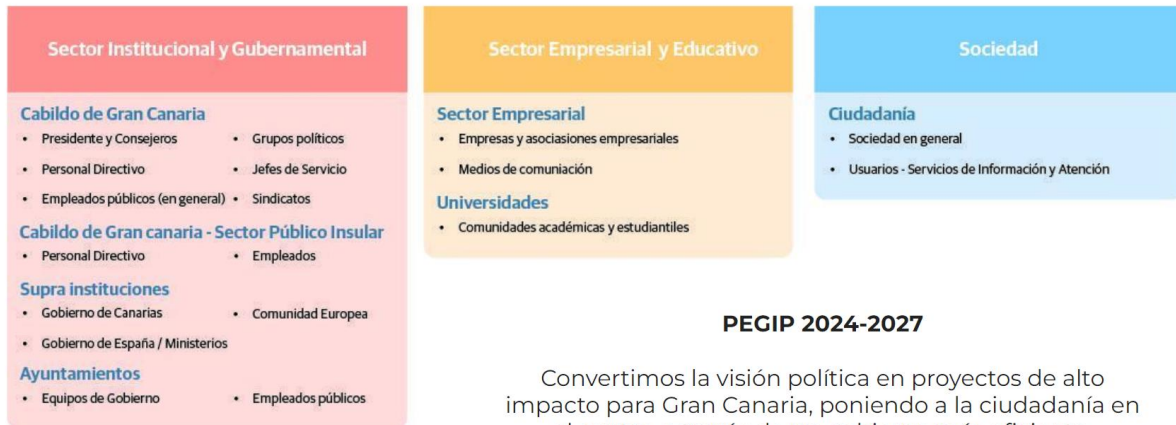 Sector Institucional y Gubernamental
Cabildo de Gran Canaria
• Presidente y Consejeros
• Grupos políticos
• Personal Directivo
• Jefes de Servicio
• Empleados públicos (en general)
• Sindicatos
Cabildo de Gran canaria - Sector Público Insular
• Personal Directivo
• Empleados
Supra instituciones
• Gobierno de Canarias
• Comunidad Europea
• Gobierno de España / Ministerios
Ayuntamientos
• Equipos de Gobierno
• Empleados públicos
Sector Empresarial y Educativo
Sector Empresarial
• Empresas y asociasiones empresariales
• Medios de comuniación
Universidades
• Comunidades académicas y estudiantiles
Sociedad
Ciudadanía
• Sociedad en general
• Usuarios - Servicios de Información y Atención
PEGIP 2024-2027
Convertimos la visión política en proyectos de alto
impacto para Gran Canaria, poniendo a la ciudadanía en